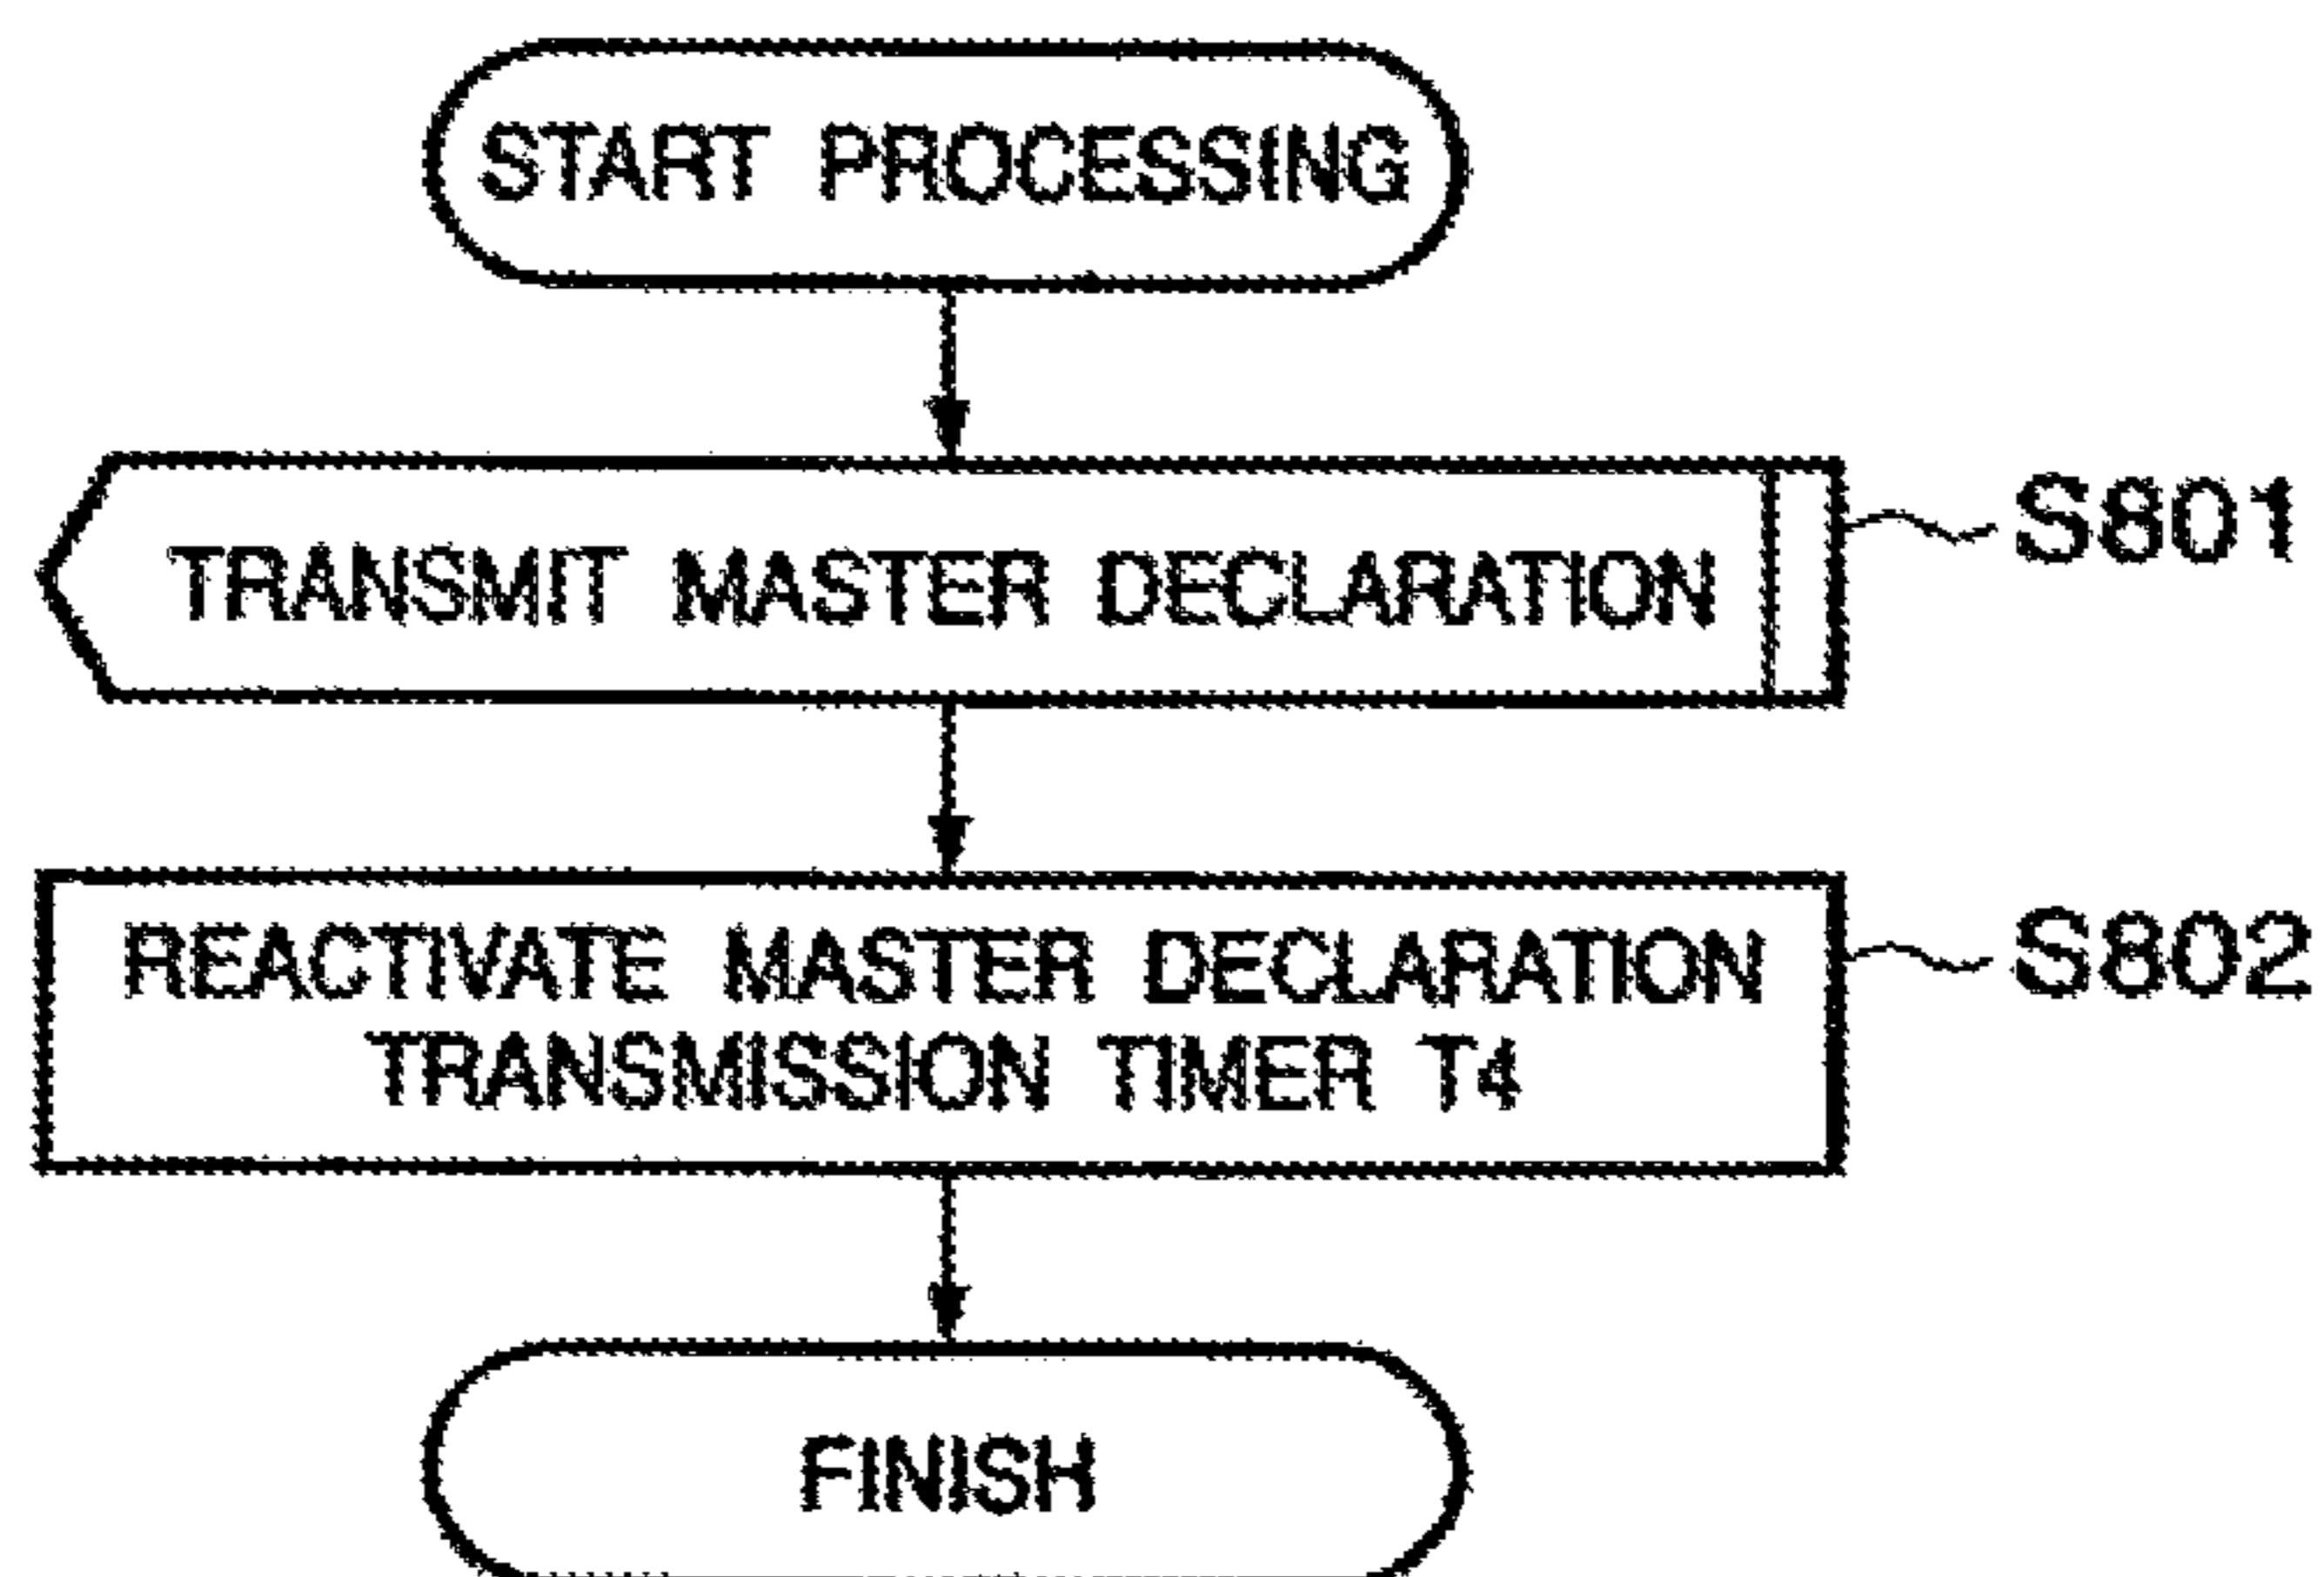 START PROCESSING
TRANSMIT MASTER DECLARATION
S801
REACTIVATE MASTER DECLARATION
TRANSMISSION TIMER T4
S802
FINISH